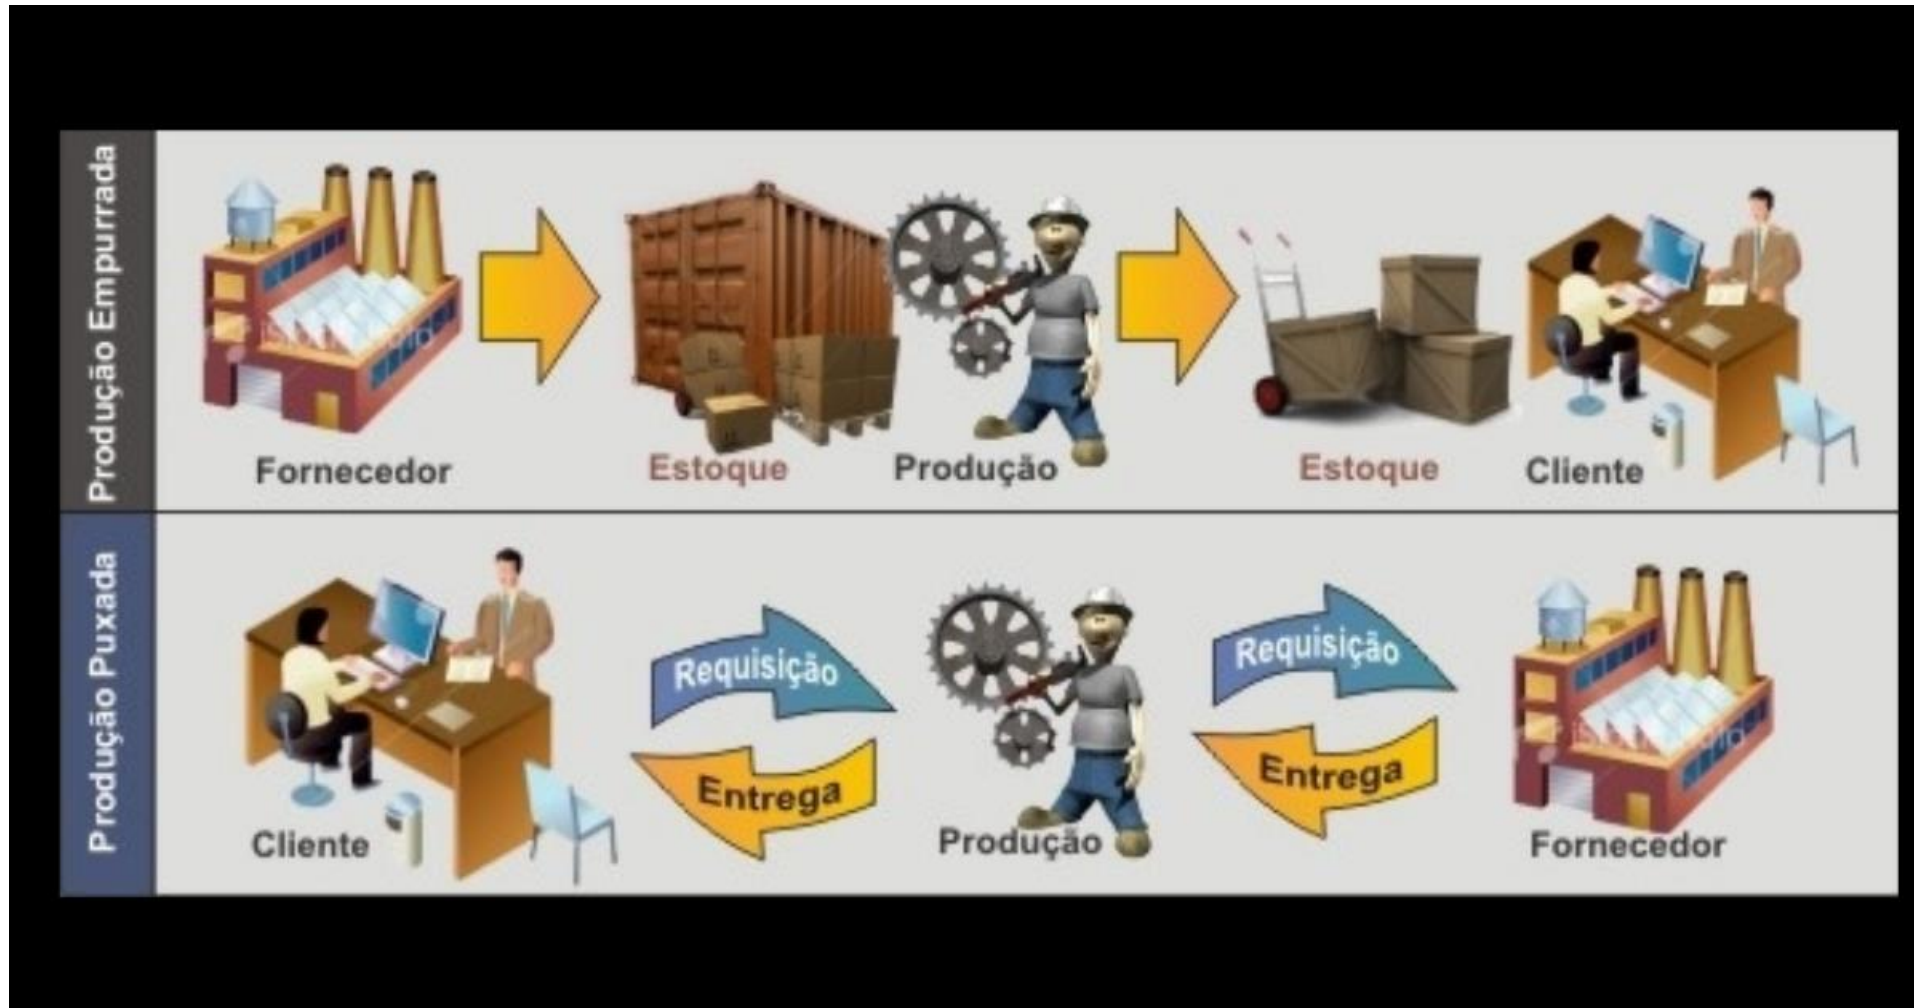 Produção Empurrada
Fornecedor
Estoque
Produção
Estoque
Cliente
Produção Puxada
Requisição
Entrega
Requisição
Entrega
Cliente
Produção
Fornecedor